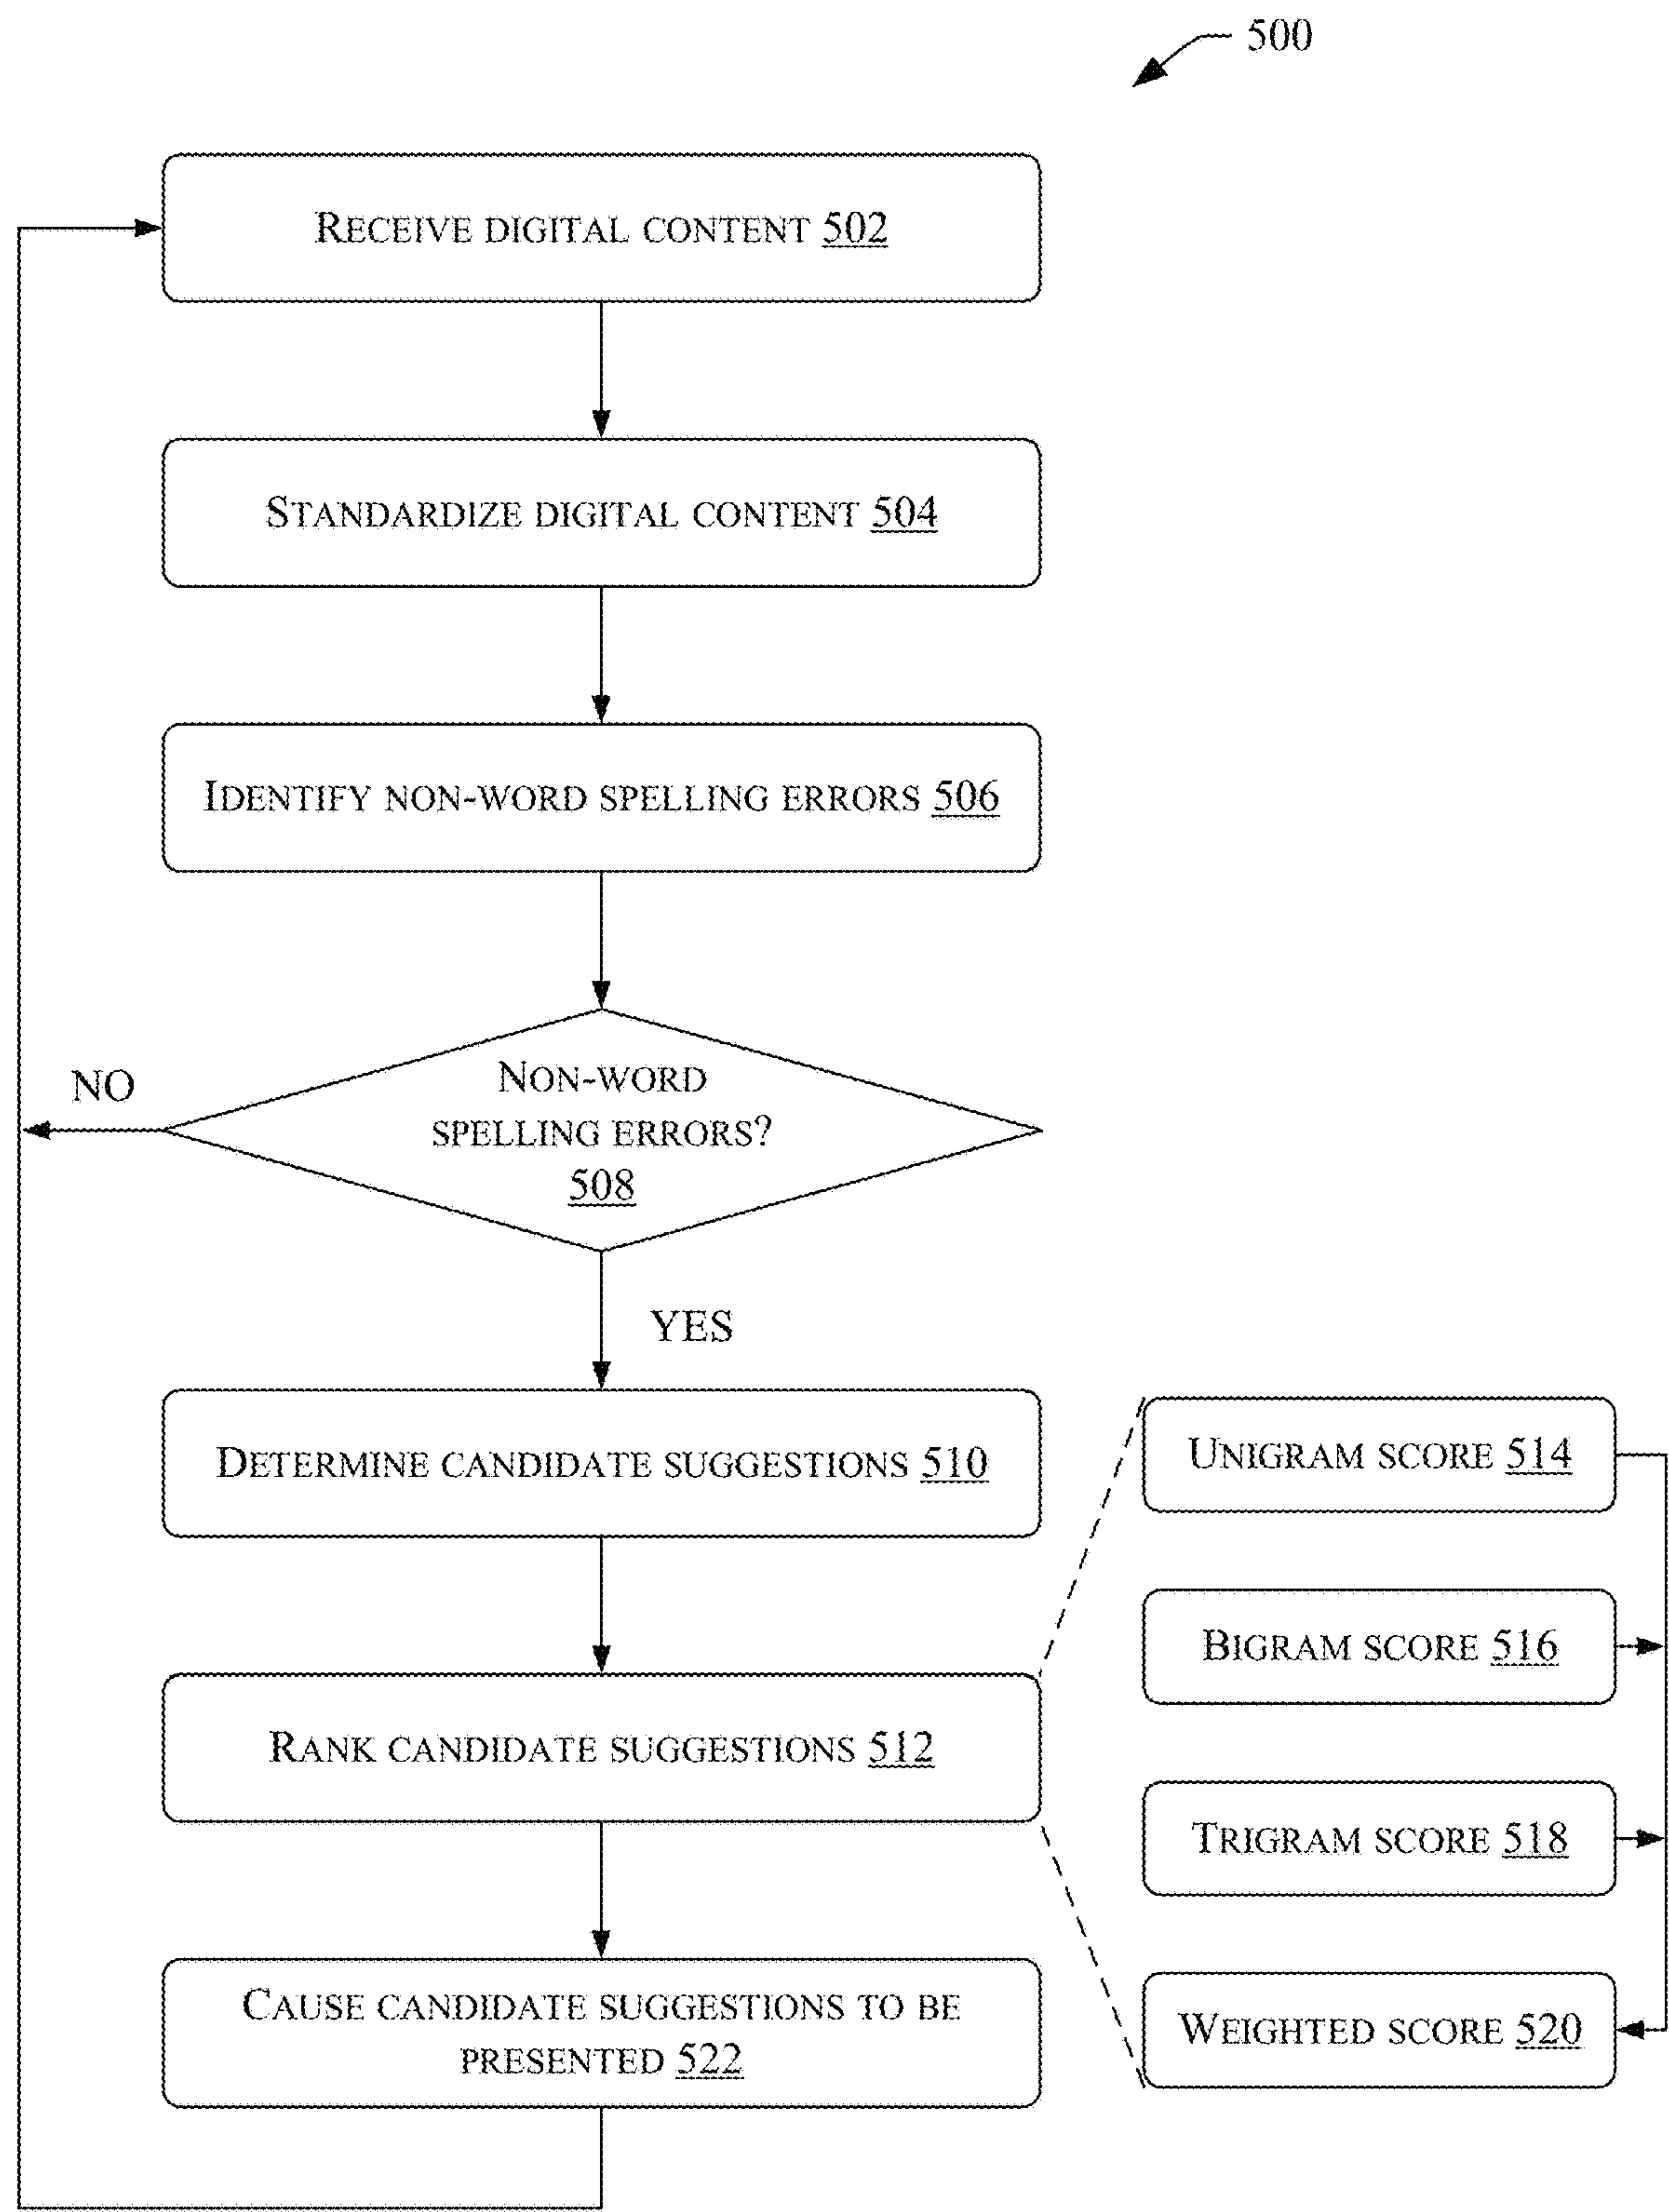 500
RECEIVE DIGITAL CONTENT 502
STANDARDIZE DIGITAL CONTENT 504
IDENTIFY NON-WORD SPELLING ERRORS 506
NON-WORD
SPELLING ERRORS?
508
NO
YES
DETERMINE CANDIDATE SUGGESTIONS 510
RANK CANDIDATE SUGGESTIONS 512
UNIGRAM SCORE 514
BIGRAM SCORE 516
TRIGRAM SCORE 518
WEIGHTED SCORE 520
CAUSE CANDIDATE SUGGESTIONS TO BE
PRESENTED 522